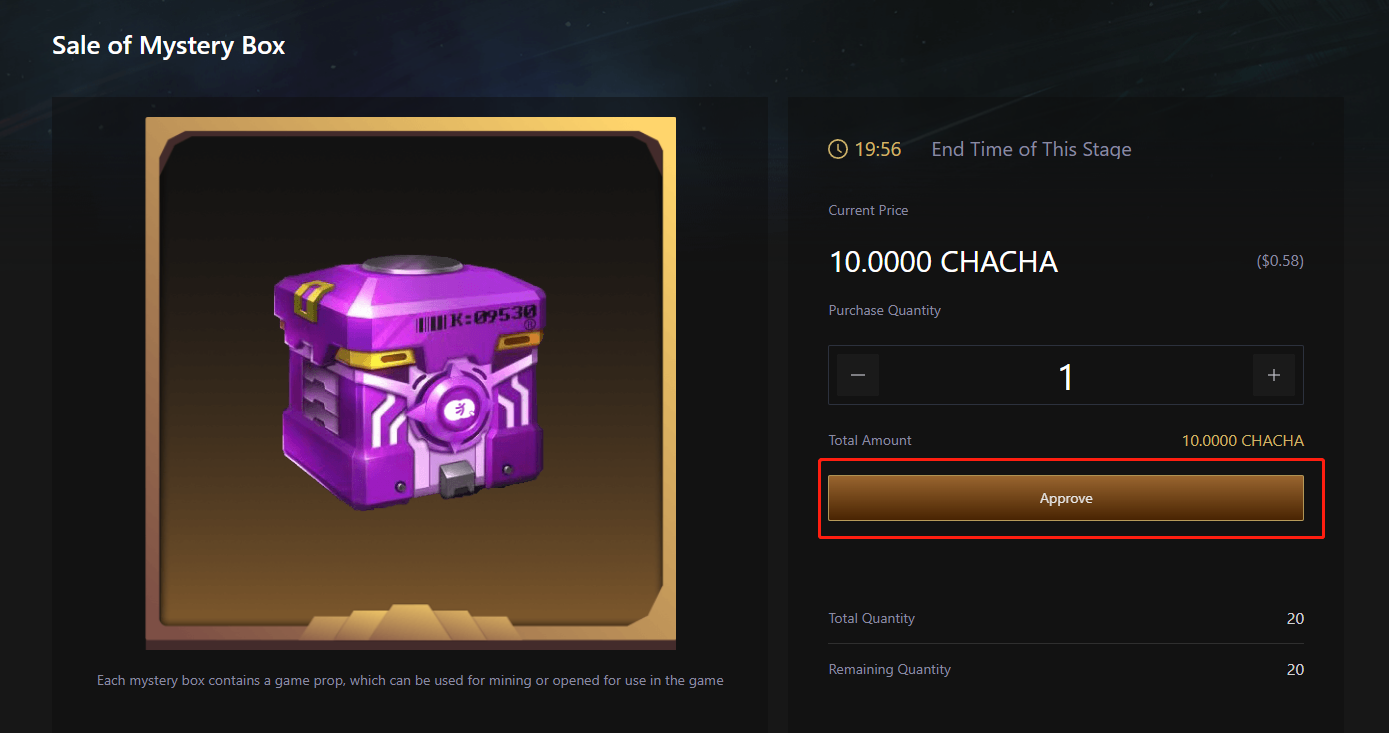 Sale of Mystery Box
K:09530
®
Each mystery box contains a game prop, which can be used for mining or opened for use in the game
19:56 End Time of This Stage
Current Price
10.0000 CHACHA ($0.58)
Purchase Quantity
— 1 +
Total Amount 10.0000 CHACHA
Approve
Total Quantity 20
Remaining Quantity 20